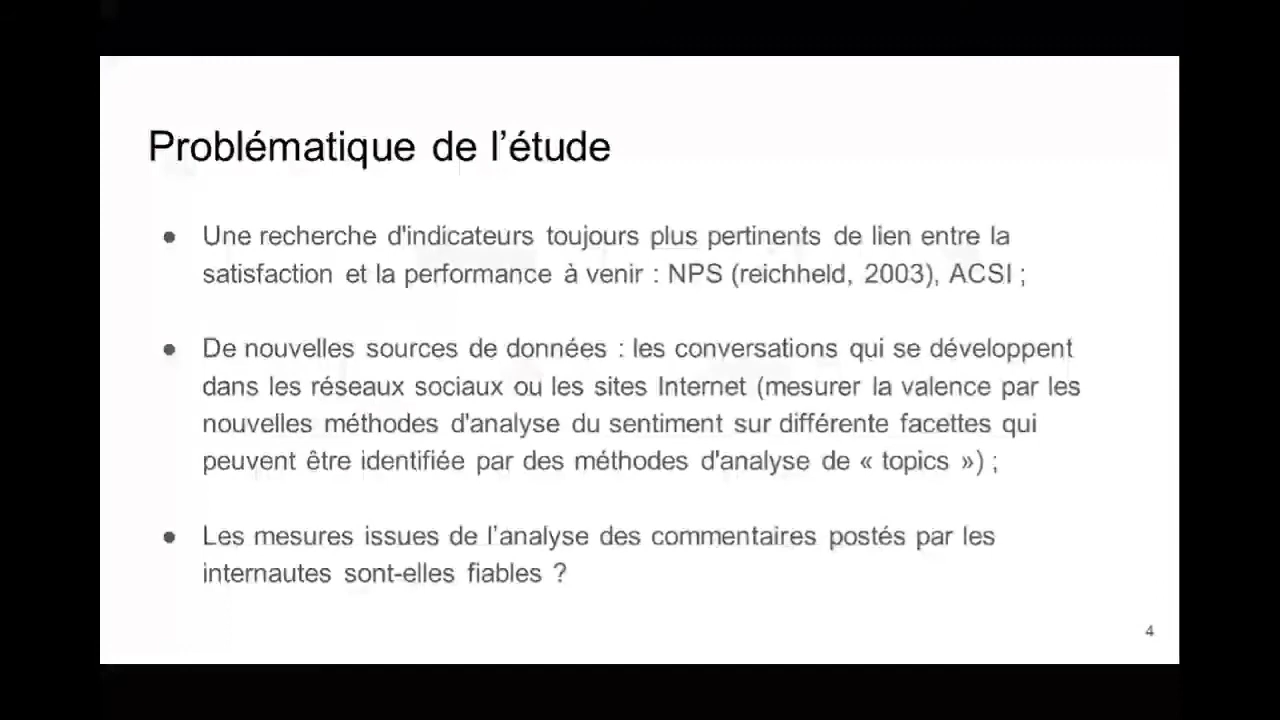 Problématique de l’étude
● Une recherche d'indicateurs toujours plus pertinents de lien entre la
satisfaction et la performance à venir : NPS (reichheld, 2003), ACSI ;
● De nouvelles sources de données : les conversations qui se développent
dans les réseaux sociaux ou les sites Internet (mesurer la valence par les
nouvelles méthodes d'analyse du sentiment sur différente facettes qui
peuvent être identifiée par des méthodes d'analyse de « topics ») ;
● Les mesures issues de l’analyse des commentaires postés par les
internautes sont-elles fiables ?
4